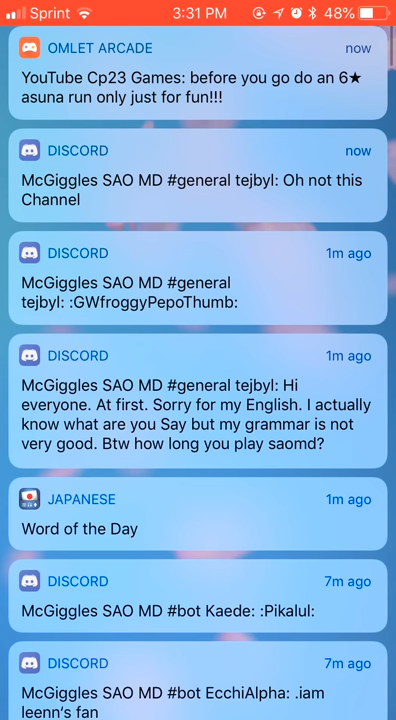 Sprint 3:31 PM 48%
OMLET ARCADE now
YouTube Cp23 Games: before you go do an 6★
asuna run only just for fun!!!
DISCORD now
McGiggles SAO MD #general tejbyl: Oh not this
Channel
DISCORD 1m ago
McGiggles SAO MD #general
tejbyl: :GWfroggyPepoThumb:
DISCORD 1m ago
McGiggles SAO MD #general tejbyl: Hi
everyone. At first. Sorry for my English. I actually
know what are you Say but my grammar is not
very good. Btw how long you play saomd?
JAPANESE 1m ago
Word of the Day
DISCORD 7m ago
McGiggles SAO MD #bot Kaede: :Pikalul:
DISCORD 7m ago
McGiggles SAO MD #bot EcchiAlpha: .iam
leenn‘s fan